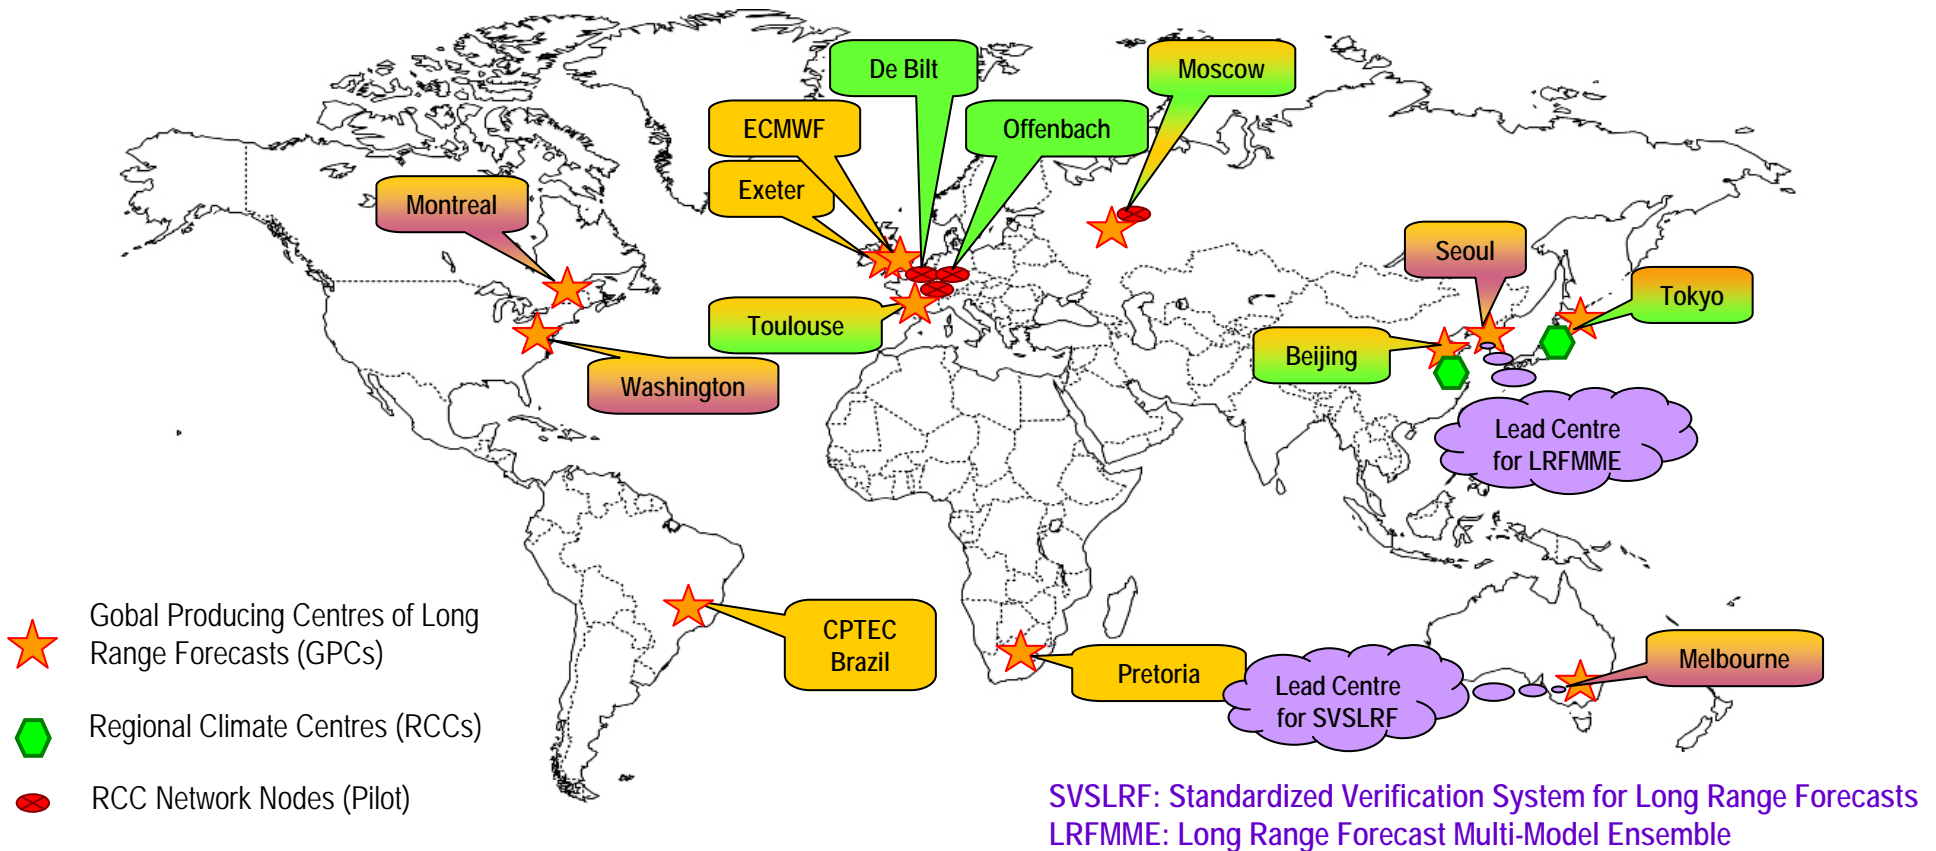 De Bilt
Moscow
ECMWF
Offenbach
Exeter
Montreal
Seoul
Tokyo
Toulouse
Beijing
Washington
Lead Centre
for LRFMME
Gobal Producing Centres of Long
Range Forecasts (GPCs)
CPTEC
Brazil
Pretoria
Lead Centre
for SVSLRF
Melbourne
Regional Climate Centres (RCCs)
RCC Network Nodes (Pilot)
SVSLRF: Standardized Verification System for Long Range Forecasts
LRFMME: Long Range Forecast Multi-Model Ensemble